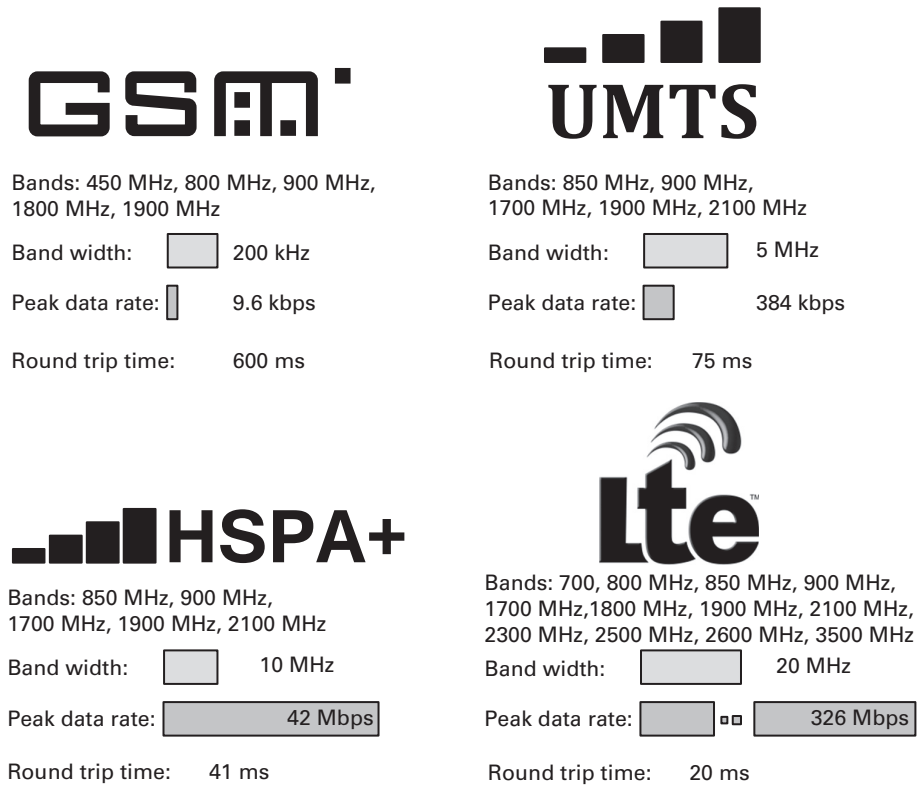 GSM
Bands: 450 MHz, 800 MHz, 900 MHz,
1800 MHz, 1900 MHz
Band width: 200 kHz
Peak data rate: 9.6 kbps
Round trip time: 600 ms
UMTS
Bands: 850 MHz, 900 MHz,
1700 MHz, 1900 MHz, 2100 MHz
Band width: 5 MHz
Peak data rate: 384 kbps
Round trip time: 75 ms
HSPA+
Bands: 850 MHz, 900 MHz,
1700 MHz, 1900 MHz, 2100 MHz
Band width: 10 MHz
Peak data rate: 42 Mbps
Round trip time: 41 ms
Lte™
Bands: 700, 800 MHz, 850 MHz, 900 MHz,
1700 MHz,1800 MHz, 1900 MHz, 2100 MHz,
2300 MHz, 2500 MHz, 2600 MHz, 3500 MHz
Band width: 20 MHz
Peak data rate: 326 Mbps
Round trip time: 20 ms